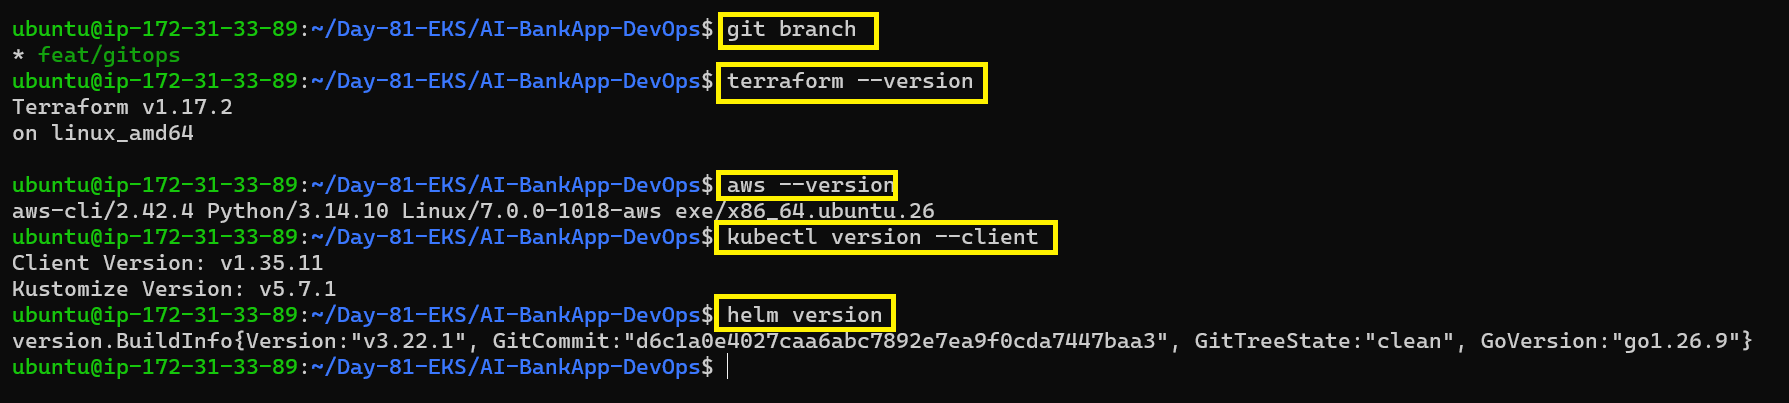 ubuntu@ip-172-31-33-89:~/Day-81-EKS/AI-BankApp-DevOps$ git branch
* feat/gitops
ubuntu@ip-172-31-33-89:~/Day-81-EKS/AI-BankApp-DevOps$ terraform --version
Terraform v1.17.2
on linux_amd64
ubuntu@ip-172-31-33-89:~/Day-81-EKS/AI-BankApp-DevOps$ aws --version
aws-cli/2.42.4 Python/3.14.10 Linux/7.0.0-1018-aws exe/x86_64.ubuntu.26
ubuntu@ip-172-31-33-89:~/Day-81-EKS/AI-BankApp-DevOps$ kubectl version --client
Client Version: v1.35.11
Kustomize Version: v5.7.1
ubuntu@ip-172-31-33-89:~/Day-81-EKS/AI-BankApp-DevOps$ helm version
version.BuildInfo{Version:"v3.22.1", GitCommit:"d6c1a0e4027caa6abc7892e7ea9f0cda7447baa3", GitTreeState:"clean", GoVersion:"go1.26.9"}
ubuntu@ip-172-31-33-89:~/Day-81-EKS/AI-BankApp-DevOps$